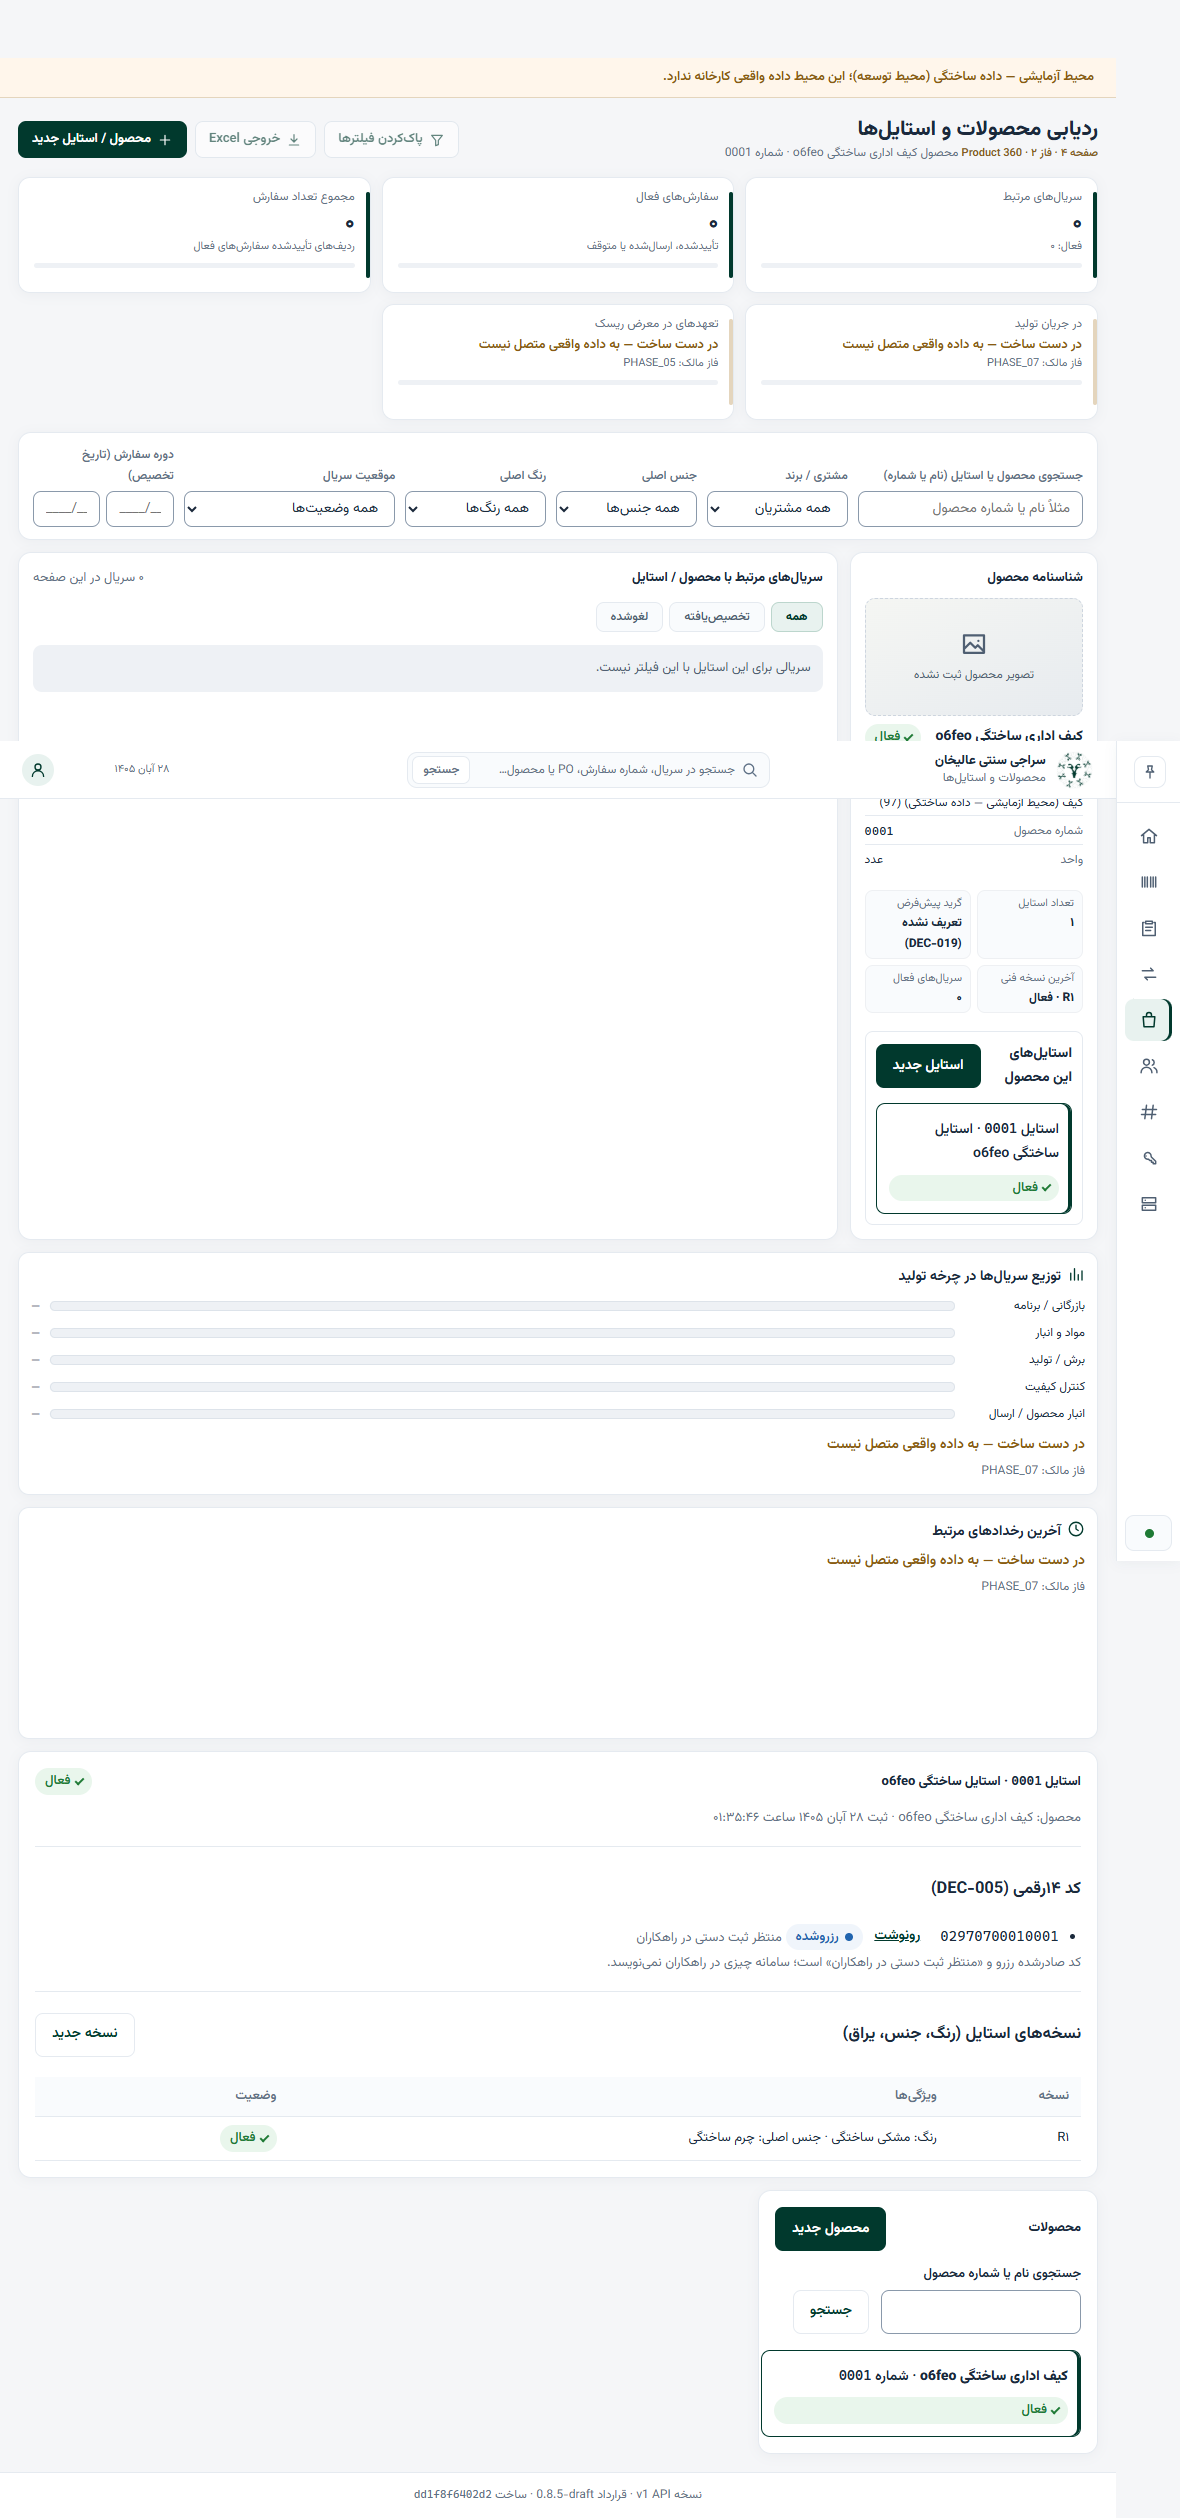 محیط آزمایشی — داده ساختگی (محیط توسعه)؛ این محیط داده واقعی کارخانه ندارد.
ردیابی محصولات و استایل‌ها
صفحه ۴ · فاز ۲ · Product 360 محصول کیف اداری ساختگی o6feo · شماره 0001
پاک‌کردن فیلترها
خروجی Excel
محصول / استایل جدید
سریال‌های مرتبط
۰
فعال: ۰
سفارش‌های فعال
۰
تأییدشده، ارسال‌شده یا متوقف
مجموع تعداد سفارش
۰
ردیف‌های تأییدشده سفارش‌های فعال
در جریان تولید
در دست ساخت — به داده واقعی متصل نیست
فاز مالک: PHASE_07
تعهدهای در معرض ریسک
در دست ساخت — به داده واقعی متصل نیست
فاز مالک: PHASE_05
جستجوی محصول یا استایل (نام یا شماره)
مثلاً نام یا شماره محصول
مشتری / برند
همه مشتریان
جنس اصلی
همه جنس‌ها
رنگ اصلی
همه رنگ‌ها
موقعیت سریال
همه وضعیت‌ها
دوره سفارش (تاریخ
تخصیص)
__/____
__/____
شناسنامه محصول
تصویر محصول ثبت نشده
کیف اداری ساختگی o6feo
فعال
سریال‌های مرتبط با محصول / استایل
۰ سریال در این صفحه
همه
تخصیص‌یافته
لغوشده
سریالی برای این استایل با این فیلتر نیست.
سراجی سنتی عالیخان
محصولات و استایل‌ها
جستجو در سریال، شماره سفارش، PO یا محصول...
جستجو
۲۸ آبان ۱۴۰۵
کیف (محیط آزمایشی — داده ساختگی) (97)
شماره محصول
0001
واحد
عدد
تعداد استایل
۱
گرید پیش‌فرض
تعریف نشده
(DEC-019)
آخرین نسخه فنی
R۱ · فعال
سریال‌های فعال
۰
استایل‌های
این محصول
استایل جدید
استایل 0001 · استایل
ساختگی o6feo
فعال
توزیع سریال‌ها در چرخه تولید
بازرگانی / برنامه
—
مواد و انبار
—
برش / تولید
—
کنترل کیفیت
—
انبار محصول / ارسال
—
در دست ساخت — به داده واقعی متصل نیست
فاز مالک: PHASE_07
آخرین رخدادهای مرتبط
در دست ساخت — به داده واقعی متصل نیست
فاز مالک: PHASE_07
استایل 0001 · استایل ساختگی o6feo
فعال
محصول: کیف اداری ساختگی o6feo · ثبت ۲۸ آبان ۱۴۰۵ ساعت ۰۱:۳۵:۴۶
کد ۱۴رقمی (DEC-005)
• 02970700010001 رونوشت رزروشده منتظر ثبت دستی در راهکاران
کد صادرشده رزرو و «منتظر ثبت دستی در راهکاران» است؛ سامانه چیزی در راهکاران نمی‌نویسد.
نسخه‌های استایل (رنگ، جنس، یراق)
نسخه جدید
نسخه
ویژگی‌ها
وضعیت
R۱
رنگ: مشکی ساختگی · جنس اصلی: چرم ساختگی
فعال
محصولات
محصول جدید
جستجوی نام یا شماره محصول
جستجو
کیف اداری ساختگی o6feo · شماره 0001
فعال
نسخه v1 API · قرارداد 0.8.5-draft · ساخت dd1f8f6402d2